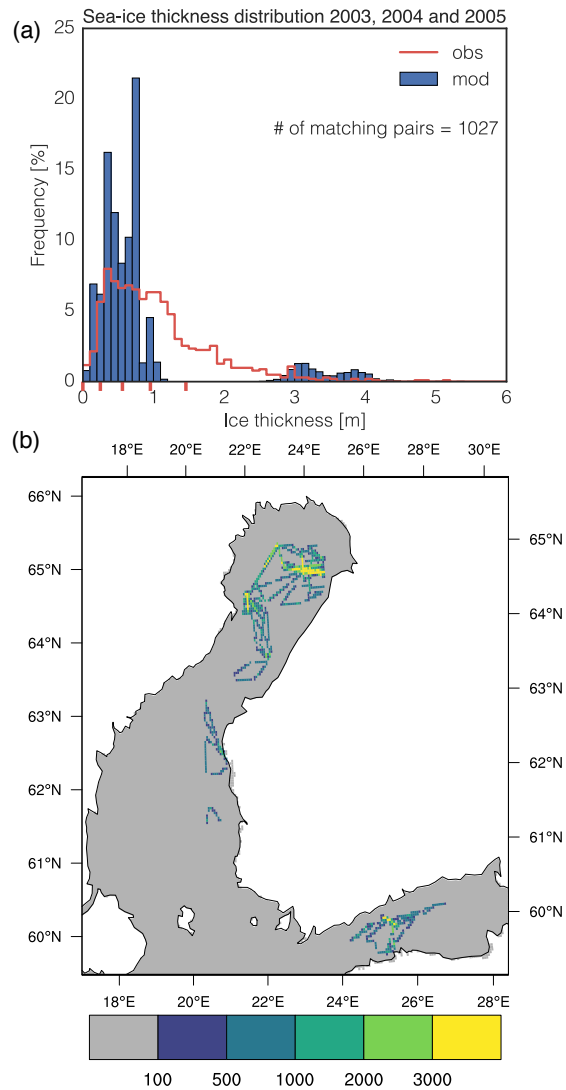 Sea-ice thickness distribution 2003, 2004 and 2005
(a)
25
20
15
10
5
0
Frequency [%]
obs
mod
# of matching pairs = 1027
0 1 2 3 4 5 6
Ice thickness [m]
(b)
18°E 20°E 22°E 24°E 26°E 28°E 30°E
66°N
65°N
64°N
63°N
62°N
61°N
60°N
65°N
64°N
63°N
62°N
61°N
60°N
18°E 20°E 22°E 24°E 26°E 28°E
100 500 1000 2000 3000